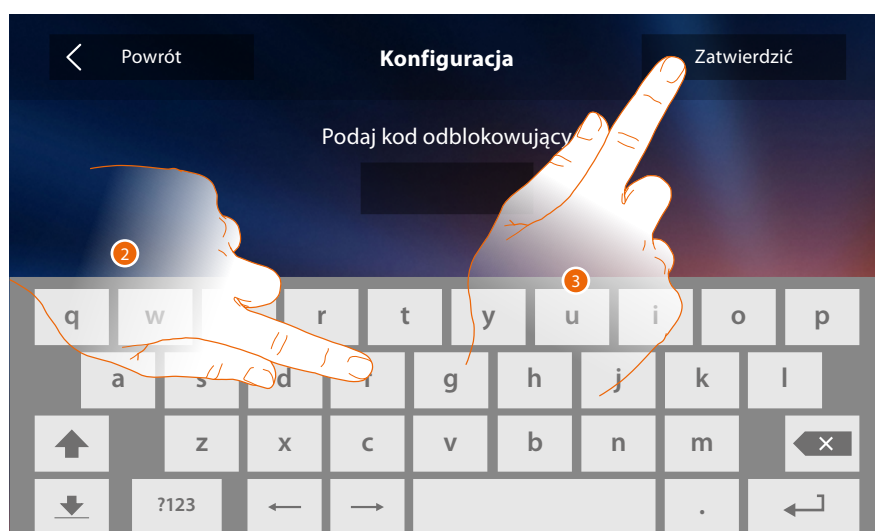 Powrót
Konfiguracja
Zatwierdzić
Podaj kod odblokowujący
2
3
q w r t y u i o p
a s d f g h j k l
z x c v b n m
?123 .